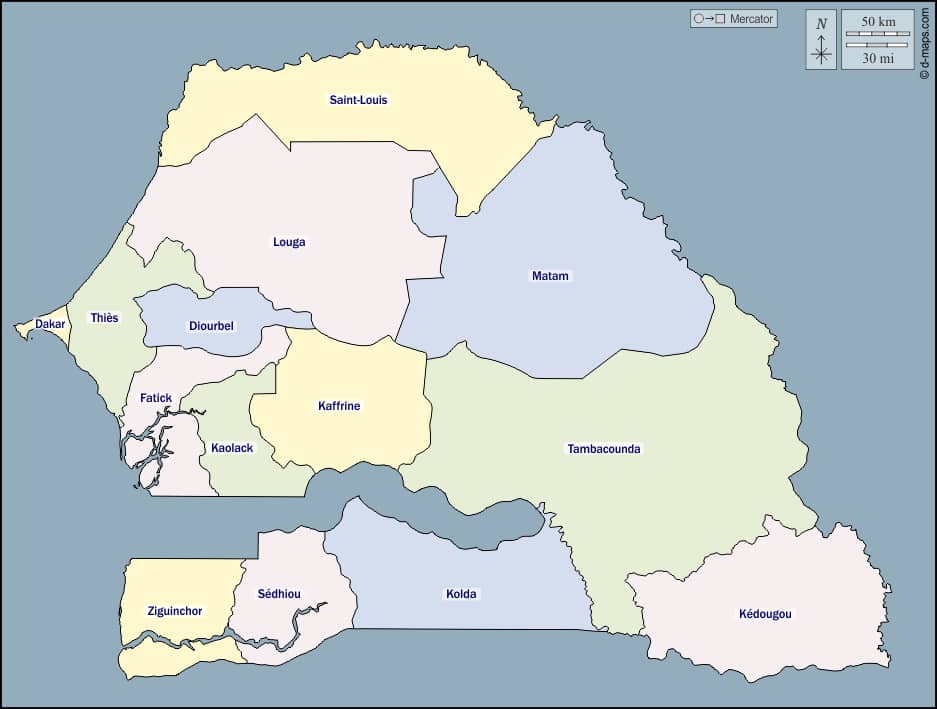 Mercator
N
50 km
30 mi
© d-maps.com
Saint-Louis
Louga
Matam
Dakar
Thiès
Diourbel
Fatick
Kaffrine
Kaolack
Tambacounda
Ziguinchor
Sédhiou
Kolda
Kédougou